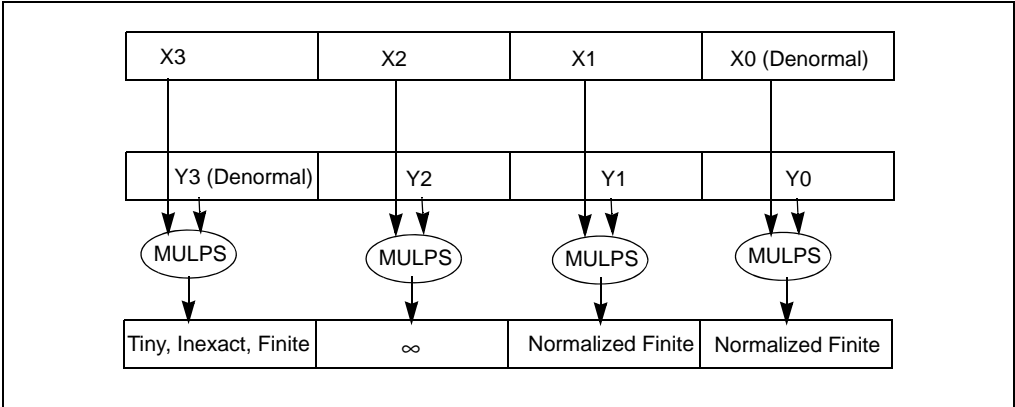 X3 X2 X1 X0 (Denormal)
Y3 (Denormal) Y2 Y1 Y0
MULPS MULPS MULPS MULPS
Tiny, Inexact, Finite ∞ Normalized Finite Normalized Finite